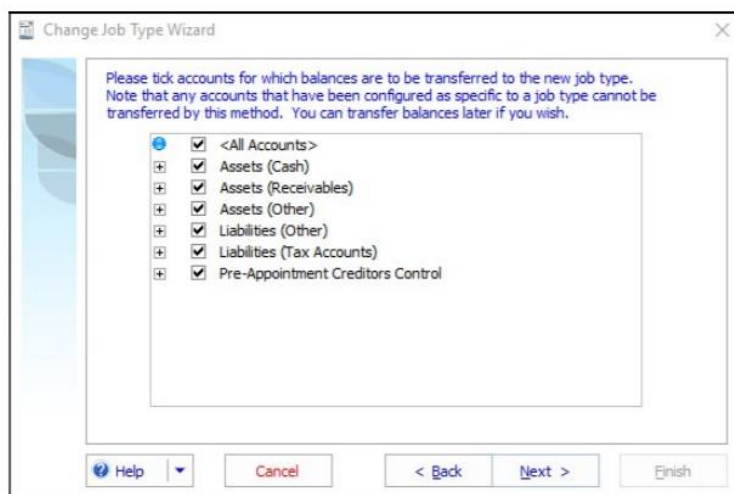 Change Job Type Wizard
Please tick accounts for which balances are to be transferred to the new job type.
Note that any accounts that have been configured as specific to a job type cannot be
transferred by this method. You can transfer balances later if you wish.
<All Accounts>
Assets (Cash)
Assets (Receivables)
Assets (Other)
Liabilities (Other)
Liabilities (Tax Accounts)
Pre-Appointment Creditors Control
Help Cancel < Back Next > Finish